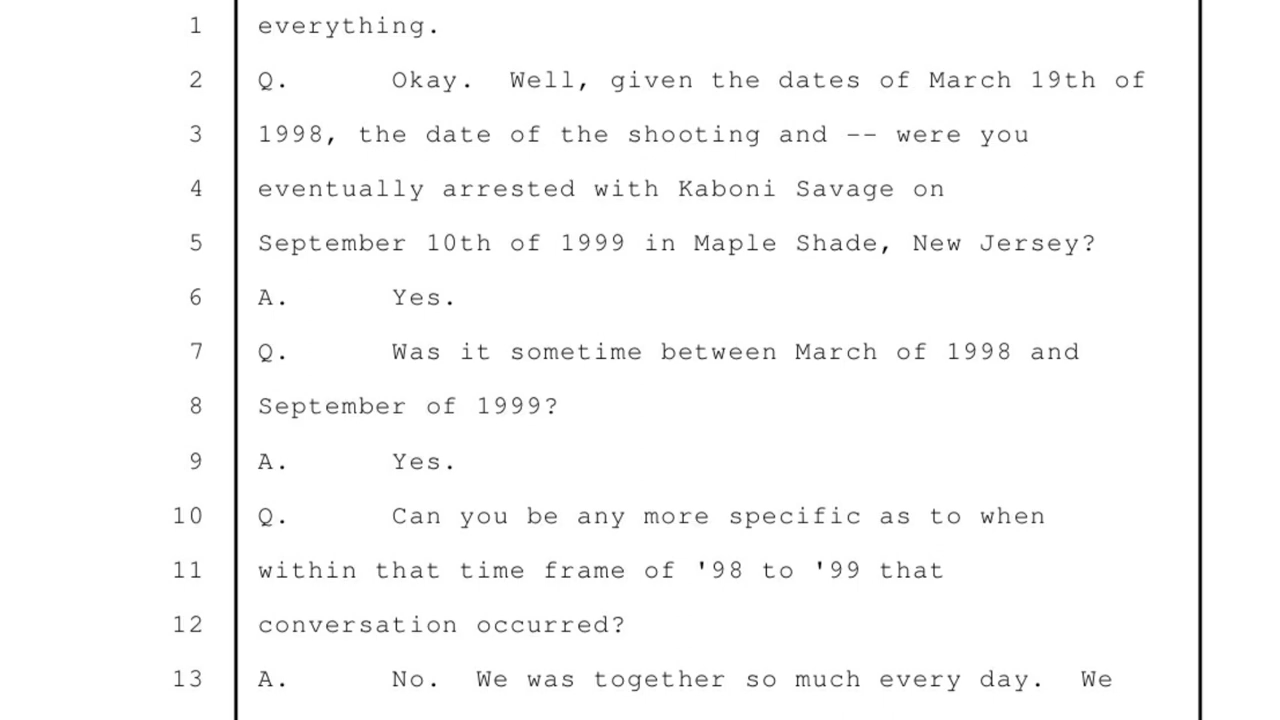 1 everything.
2 Q. Okay. Well, given the dates of March 19th of
3 1998, the date of the shooting and -- were you
4 eventually arrested with Kaboni Savage on
5 September 10th of 1999 in Maple Shade, New Jersey?
6 A. Yes.
7 Q. Was it sometime between March of 1998 and
8 September of 1999?
9 A. Yes.
10 Q. Can you be any more specific as to when
11 within that time frame of '98 to '99 that
12 conversation occurred?
13 A. No. We was together so much every day. We